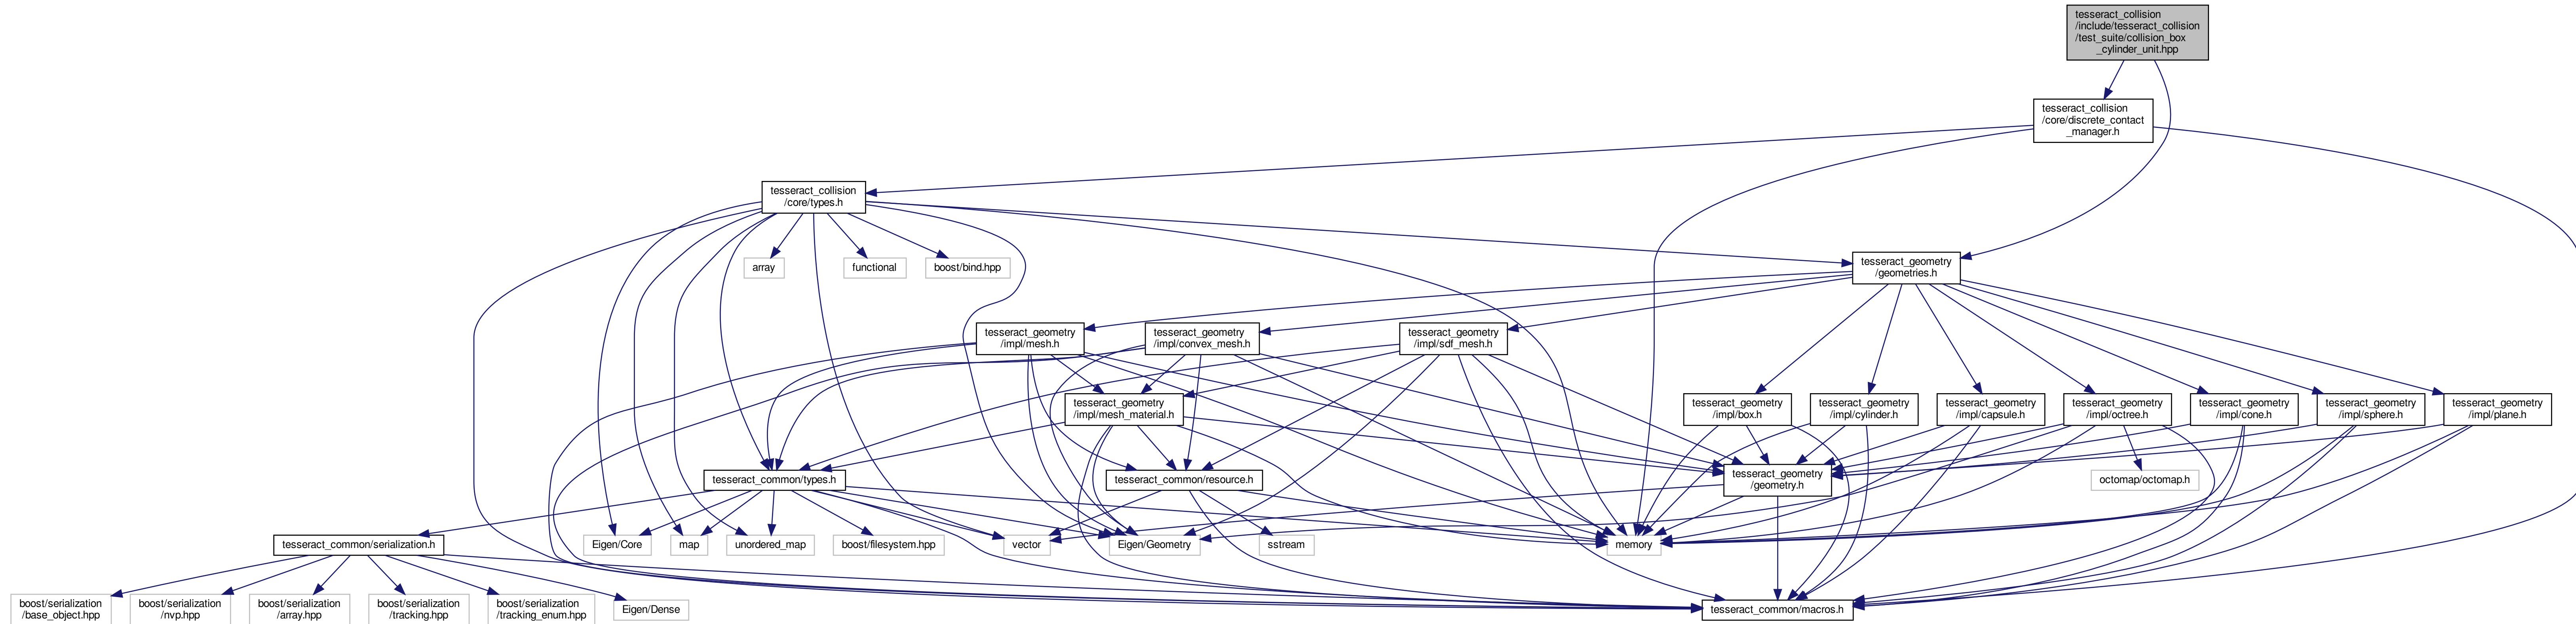 tesseract_collision
/include/tesseract_collision
/test_suite/collision_box
_cylinder_unit.hpp
tesseract_collision
/core/discrete_contact
_manager.h
tesseract_collision
/core/types.h
array
functional
boost/bind.hpp
tesseract_geometry
/geometries.h
tesseract_geometry
/impl/mesh.h
tesseract_geometry
/impl/convex_mesh.h
tesseract_geometry
/impl/sdf_mesh.h
tesseract_geometry
/impl/mesh_material.h
tesseract_geometry
/impl/box.h
tesseract_geometry
/impl/cylinder.h
tesseract_geometry
/impl/capsule.h
tesseract_geometry
/impl/octree.h
tesseract_geometry
/impl/cone.h
tesseract_geometry
/impl/sphere.h
tesseract_geometry
/impl/plane.h
tesseract_common/types.h
tesseract_common/resource.h
tesseract_geometry
/geometry.h
octomap/octomap.h
tesseract_common/serialization.h
Eigen/Core
map
unordered_map
boost/filesystem.hpp
vector
Eigen/Geometry
sstream
memory
boost/serialization
/base_object.hpp
boost/serialization
/nvp.hpp
boost/serialization
/array.hpp
boost/serialization
/tracking.hpp
boost/serialization
/tracking_enum.hpp
Eigen/Dense
tesseract_common/macros.h